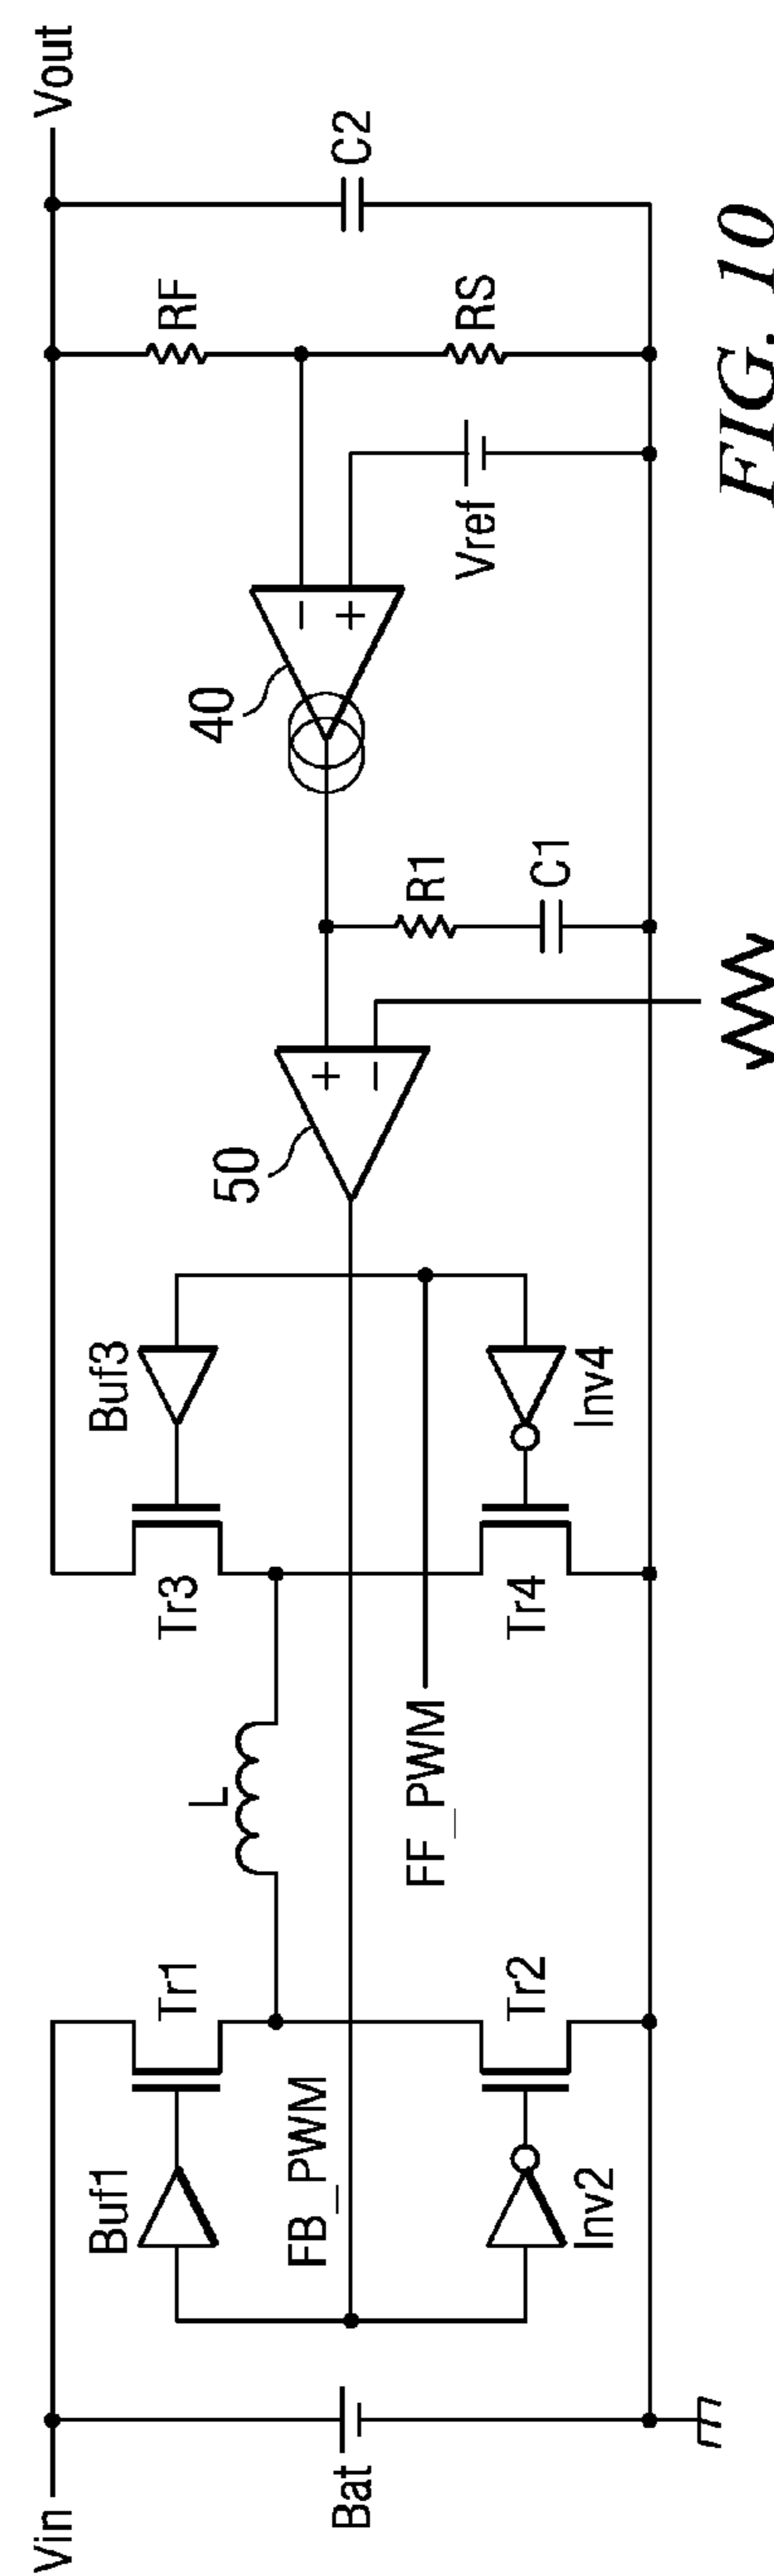 Vin
Vout
Bat
Buf1
Tr1
FB_PWM
Inv2
Tr2
L
FF_PWM
Buf3
Tr3
Inv4
Tr4
50
+
−
R1
C1
40
−
+
Vref
RF
RS
C2
FIG. 10